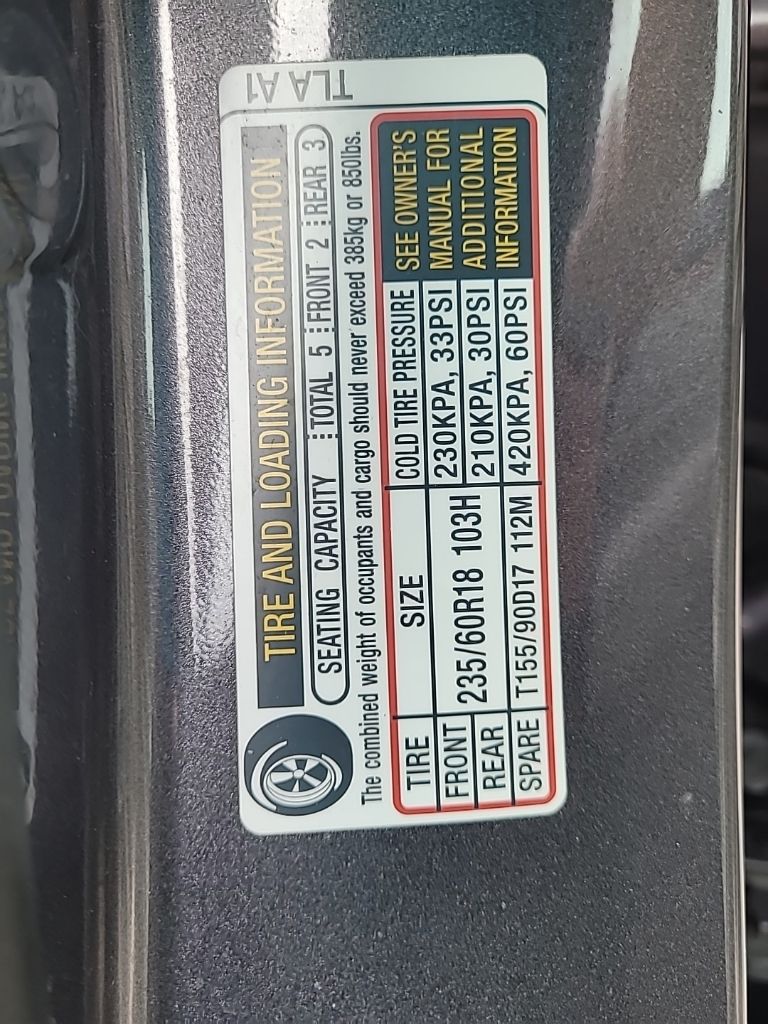 TLA A1
TIRE AND LOADING INFORMATION
SEATING CAPACITY TOTAL 5 FRONT 2 REAR 3
The combined weight of occupants and cargo should never exceed 385kg or 850lbs.
TIRE SIZE COLD TIRE PRESSURE
FRONT 235/60R18 103H 230KPA, 33PSI
REAR 210KPA, 30PSI
SPARE T155/90D17 112M 420KPA, 60PSI
SEE OWNER'S
MANUAL FOR
ADDITIONAL
INFORMATION